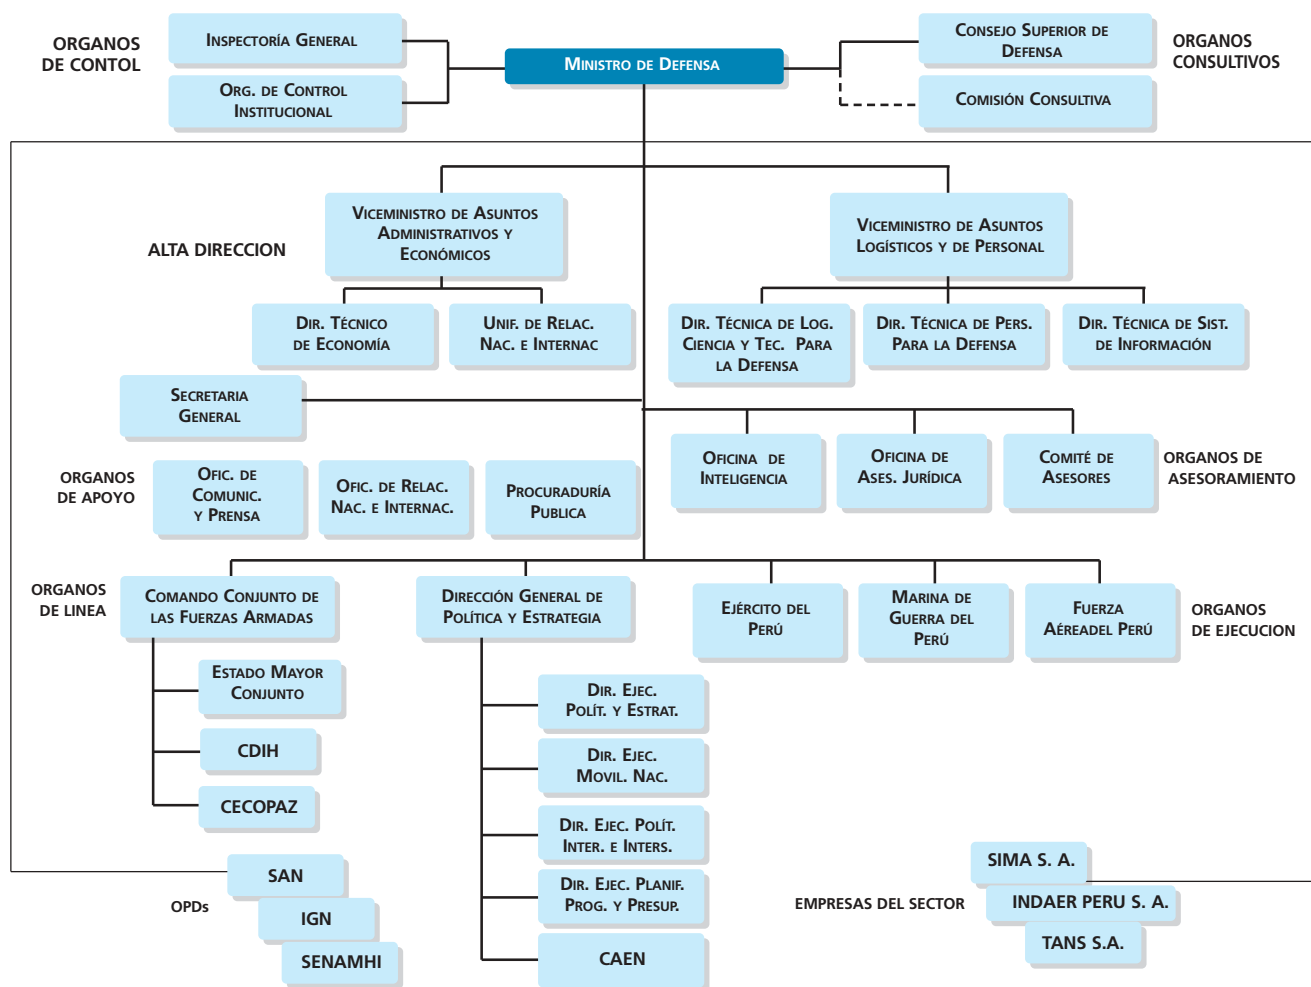 ORGANOS
DE CONTOL
INSPECTORÍA GENERAL
ORG. DE CONTROL
INSTITUCIONAL
MINISTRO DE DEFENSA
CONSEJO SUPERIOR DE
DEFENSA
COMISIÓN CONSULTIVA
ORGANOS
CONSULTIVOS
ALTA DIRECCION
VICEMINISTRO DE ASUNTOS
ADMINISTRATIVOS Y
ECONÓMICOS
VICEMINISTRO DE ASUNTOS
LOGÍSTICOS Y DE PERSONAL
DIR. TÉCNICO
DE ECONOMÍA
UNIF. DE RELAC.
NAC. E INTERNAC
DIR. TÉCNICA DE LOG.
CIENCIA Y TEC. PARA
LA DEFENSA
DIR. TÉCNICA DE PERS.
PARA LA DEFENSA
DIR. TÉCNICA DE SIST.
DE INFORMACIÓN
SECRETARIA
GENERAL
ORGANOS
DE APOYO
OFIC. DE
COMUNIC.
Y PRENSA
OFIC. DE RELAC.
NAC. E INTERNAC.
PROCURADURÍA
PUBLICA
OFICINA DE
INTELIGENCIA
OFICINA DE
ASES. JURÍDICA
COMITÉ DE
ASESORES
ORGANOS DE
ASESORAMIENTO
ORGANOS
DE LINEA
COMANDO CONJUNTO DE
LAS FUERZAS ARMADAS
DIRECCIÓN GENERAL DE
POLÍTICA Y ESTRATEGIA
EJÉRCITO DEL
PERÚ
MARINA DE
GUERRA DEL
PERÚ
FUERZA
AÉREADEL PERÚ
ORGANOS
DE EJECUCION
ESTADO MAYOR
CONJUNTO
CDIH
CECOPAZ
DIR. EJEC.
POLÍT. Y ESTRAT.
DIR. EJEC.
MOVIL. NAC.
DIR. EJEC. POLÍT.
INTER. E INTERS.
DIR. EJEC. PLANIF.
PROG. Y PRESUP.
CAEN
OPDs
SAN
IGN
SENAMHI
EMPRESAS DEL SECTOR
SIMA S. A.
INDAER PERU S. A.
TANS S.A.